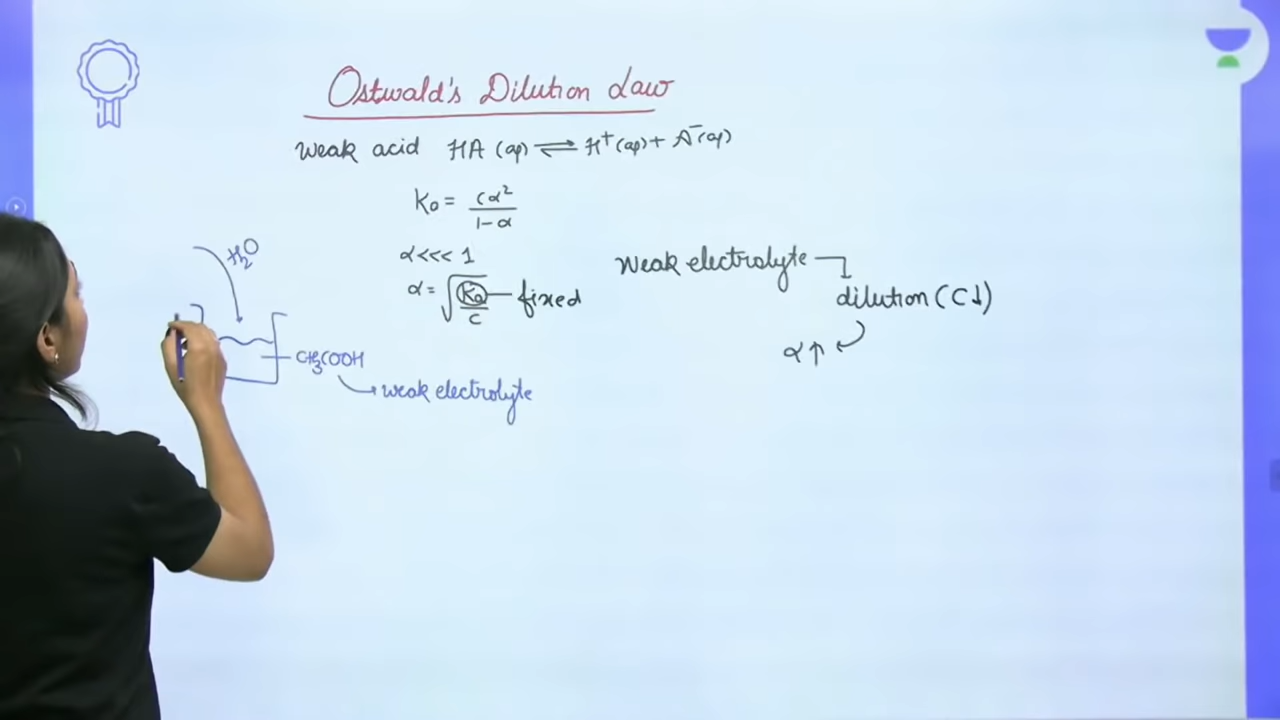 Ostwald's Dilution Law
Weak acid HA (aq) ⇌ H⁺(aq) + A⁻(aq)
Ka = Cα² / 1-α
α <<< 1
α = √(Ka/C) — fixed
Weak electrolyte
dilution (C↓)
α↑
H₂O
CH₃COOH
weak electrolyte